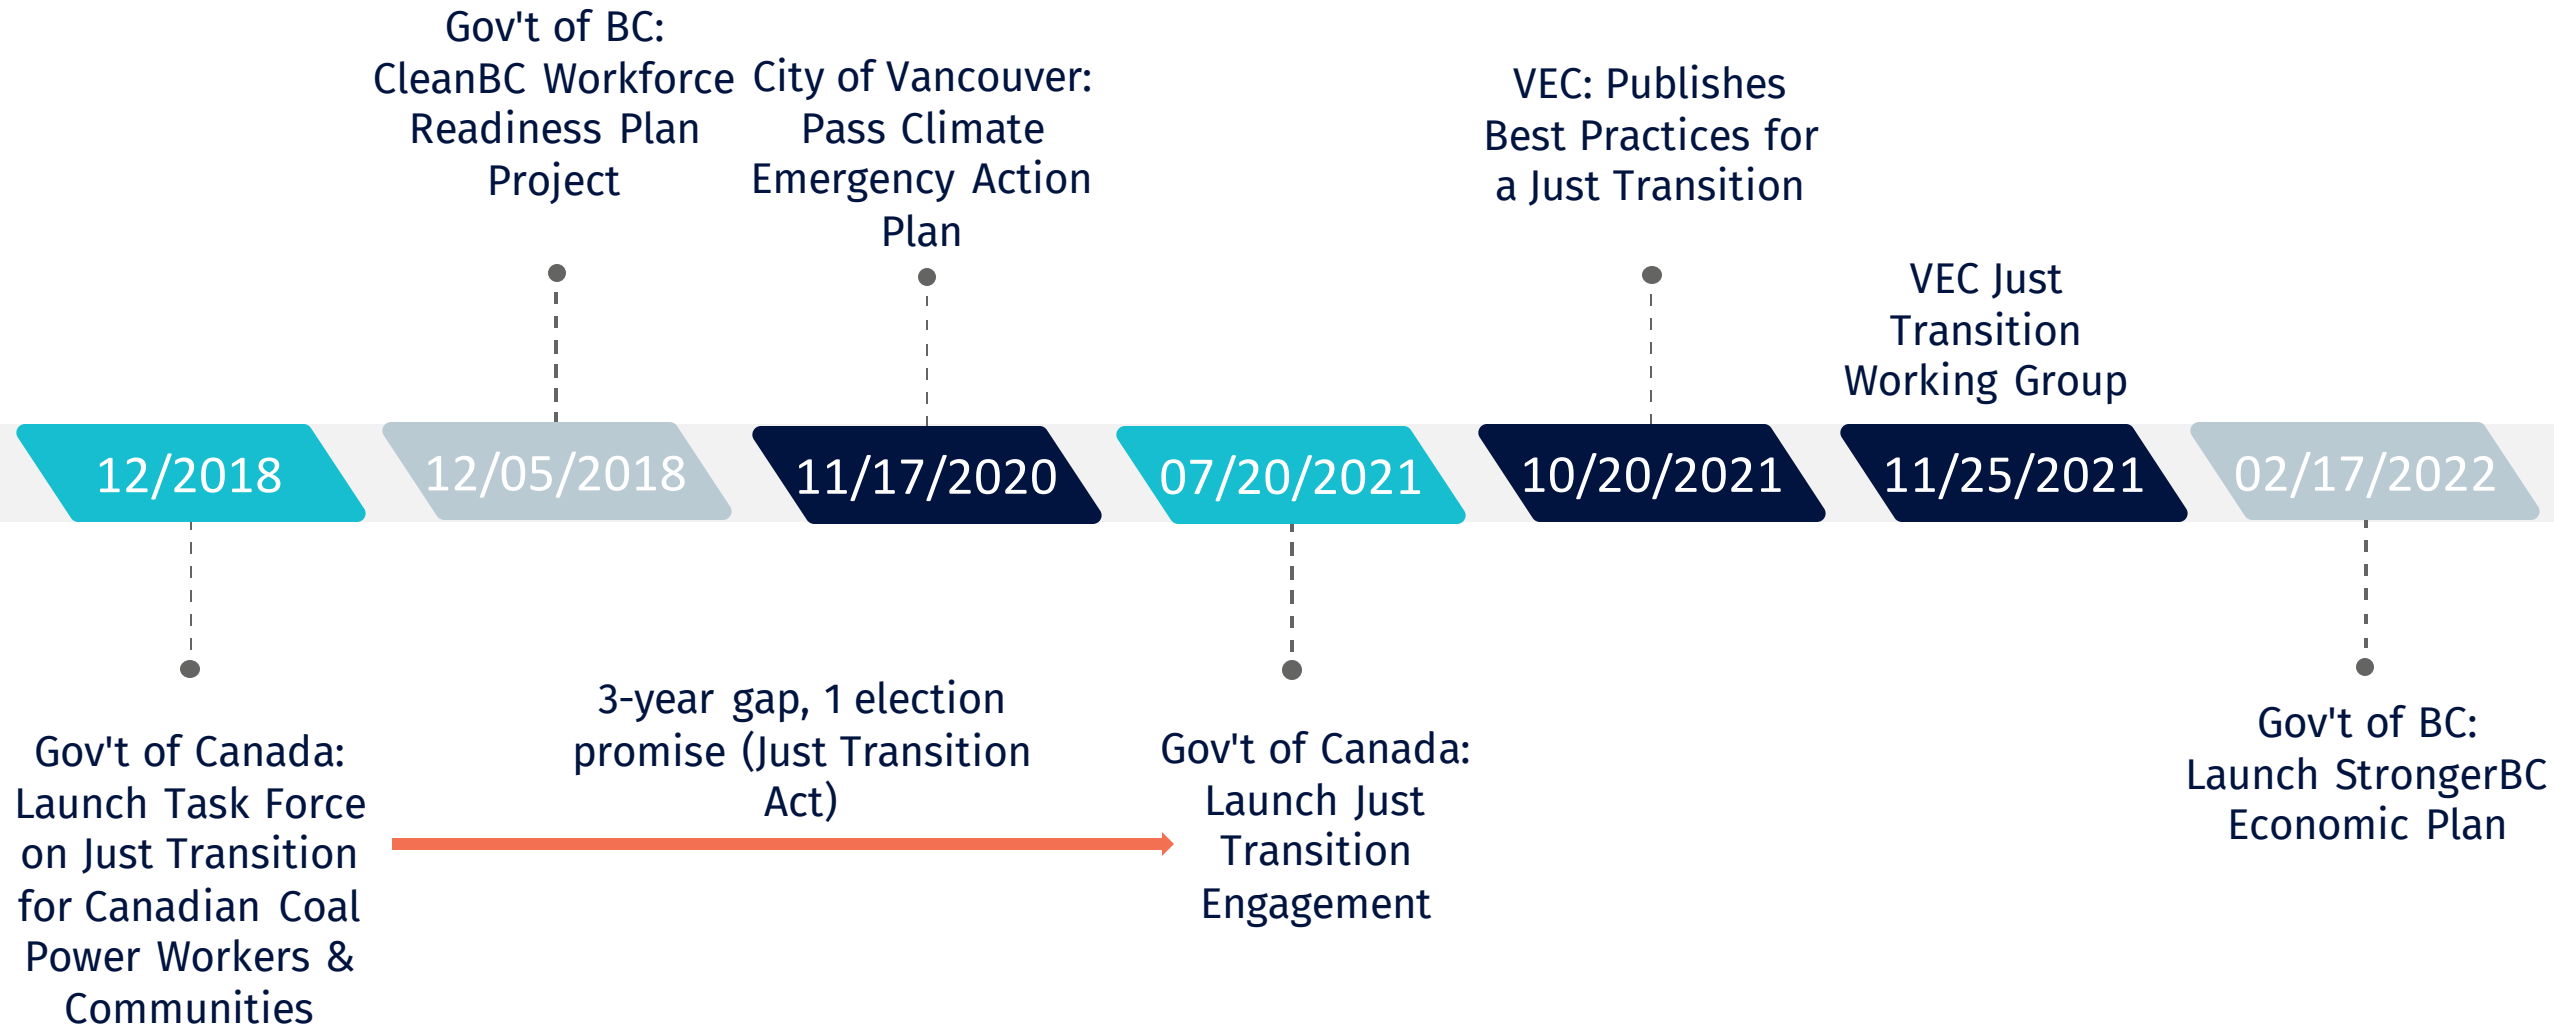 Gov't of BC:
CleanBC Workforce
Readiness Plan
Project
City of Vancouver:
Pass Climate
Emergency Action
Plan
VEC: Publishes
Best Practices for
a Just Transition
VEC Just
Transition
Working Group
12/2018
12/05/2018
11/17/2020
07/20/2021
10/20/2021
11/25/2021
02/17/2022
Gov't of Canada:
Launch Task Force
on Just Transition
for Canadian Coal
Power Workers &
Communities
3-year gap, 1 election
promise (Just Transition
Act)
Gov't of Canada:
Launch Just
Transition
Engagement
Gov't of BC:
Launch StrongerBC
Economic Plan